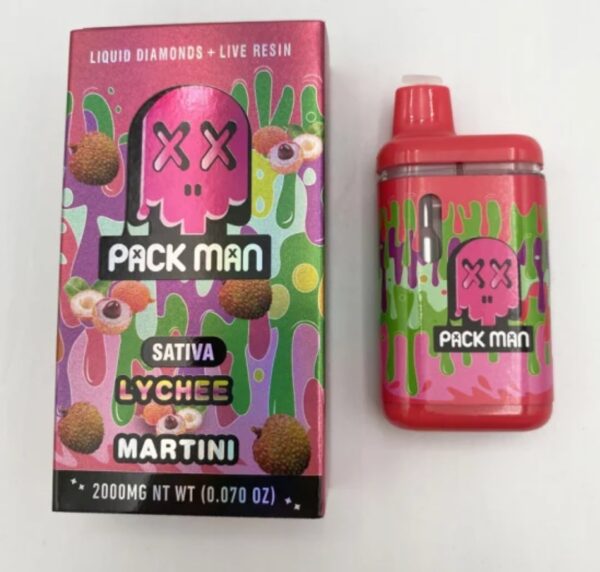 LIQUID DIAMONDS + LIVE RESIN
PACK MAN
SATIVA
LYCHEE
MARTINI
2000MG NT WT (0.070 OZ)
PACK MAN